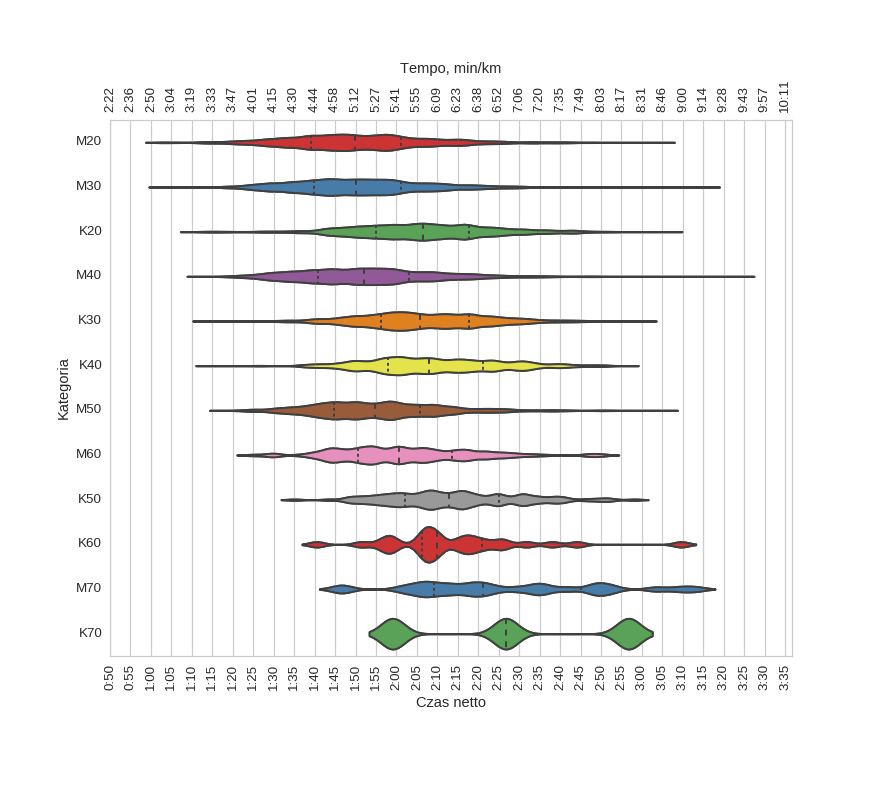 Tempo, min/km
2:22 2:36 2:50 3:04 3:19 3:33 3:47 4:01 4:15 4:30 4:44 4:58 5:12 5:27 5:41 5:55 6:09 6:23 6:38 6:52 7:06 7:20 7:35 7:49 8:03 8:17 8:31 8:46 9:00 9:14 9:28 9:43 9:57 10:11
Kategoria
M20
M30
K20
M40
K30
K40
M50
M60
K50
K60
M70
K70
0:50 0:55 1:00 1:05 1:10 1:15 1:20 1:25 1:30 1:35 1:40 1:45 1:50 1:55 2:00 2:05 2:10 2:15 2:20 2:25 2:30 2:35 2:40 2:45 2:50 2:55 3:00 3:05 3:10 3:15 3:20 3:25 3:30 3:35
Czas netto